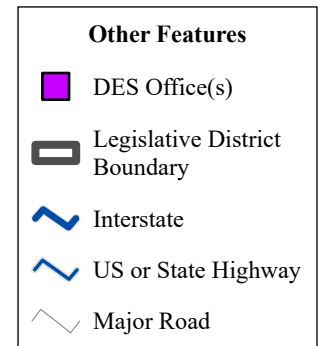 Other Features
DES Office(s)
Legislative District
Boundary
Interstate
US or State Highway
Major Road